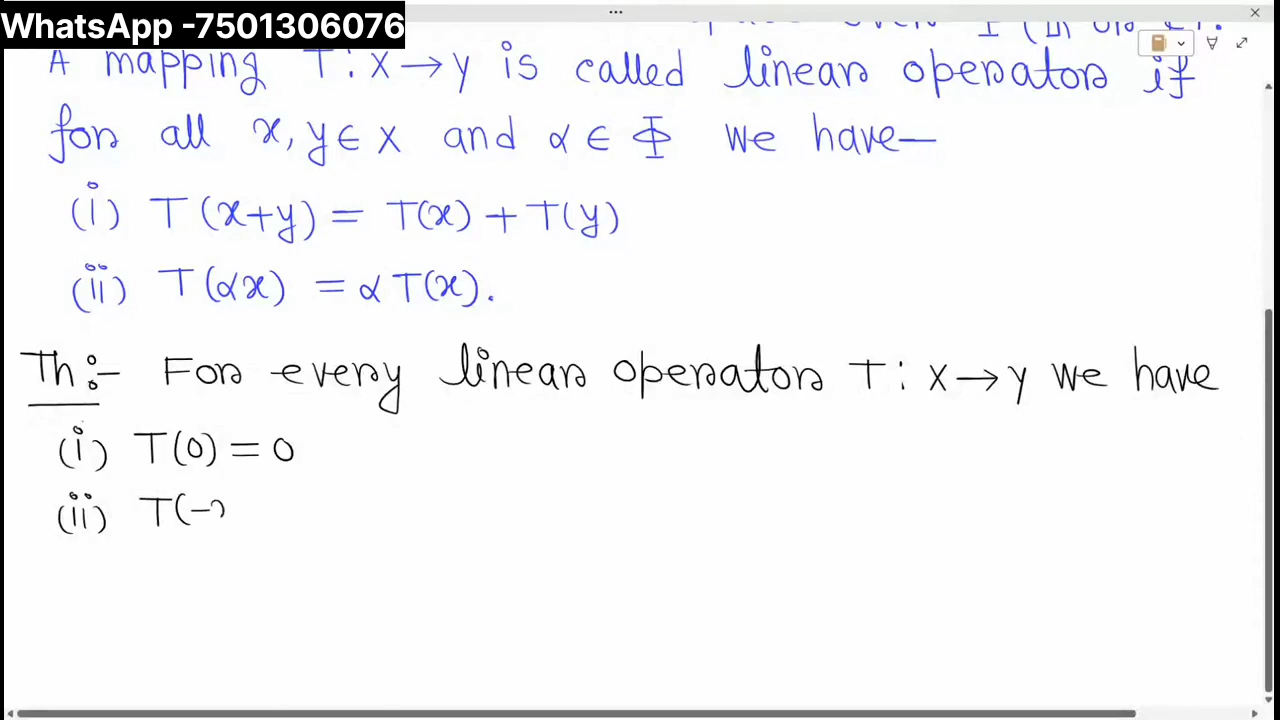 WhatsApp -7501306076
A mapping T : X → Y is called linear operator if
for all x, y ∈ X and α ∈ Φ we have—
(i) T(x+y) = T(x) + T(y)
(ii) T(αx) = α T(x).
Th:- For every linear operator T : X → Y we have
(i) T(0) = 0
(ii) T(-